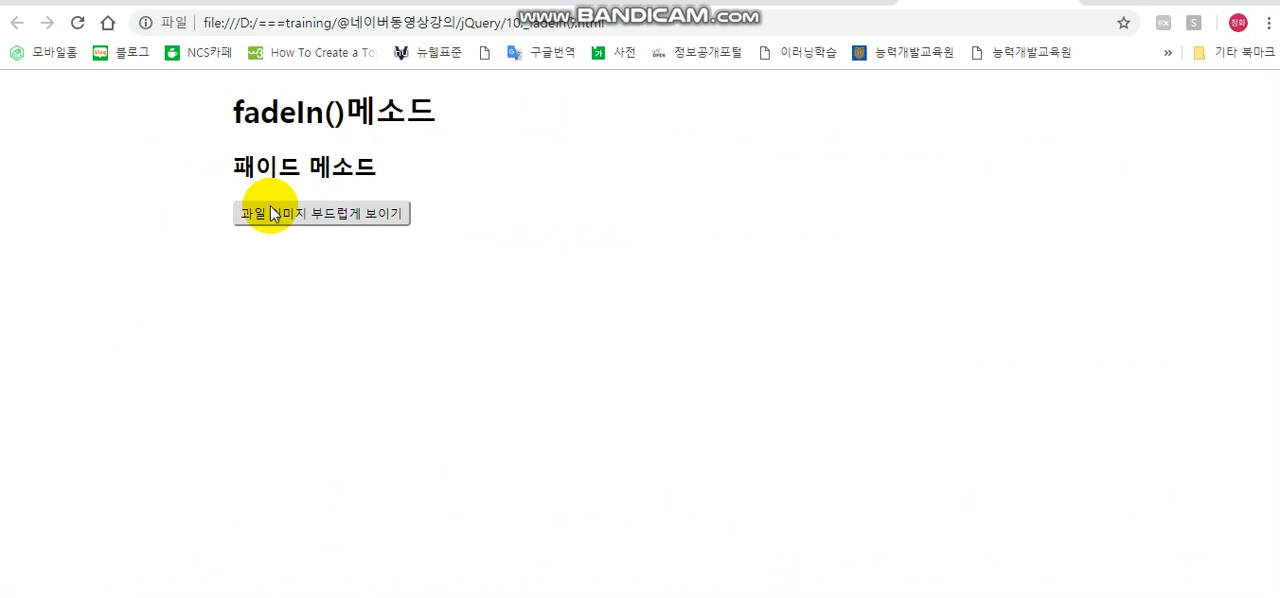 www.BANDICAM.com
파일 file:///D:/===training/@네이버동영상강의/jQuery/10._fadeIn().html
모바일홈 블로그 NCS카페 How To Create a To 뉴웹표준 구글번역 사전 정보공개포털 이러닝학습 능력개발교육원 능력개발교육원 » 기타 북마크
fadeIn()메소드
패이드 메소드
과일 이미지 부드럽게 보이기